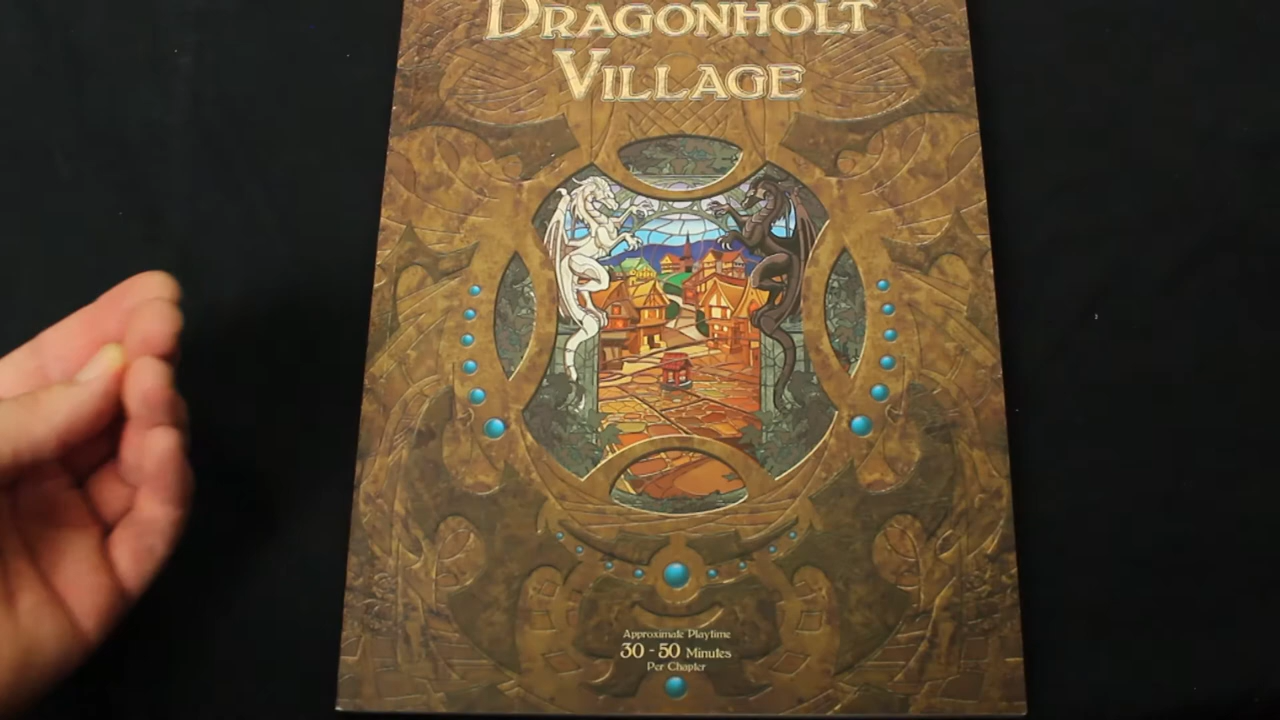 Dragonholt
Village
Approximate Playtime
30 - 50 Minutes
Per Chapter